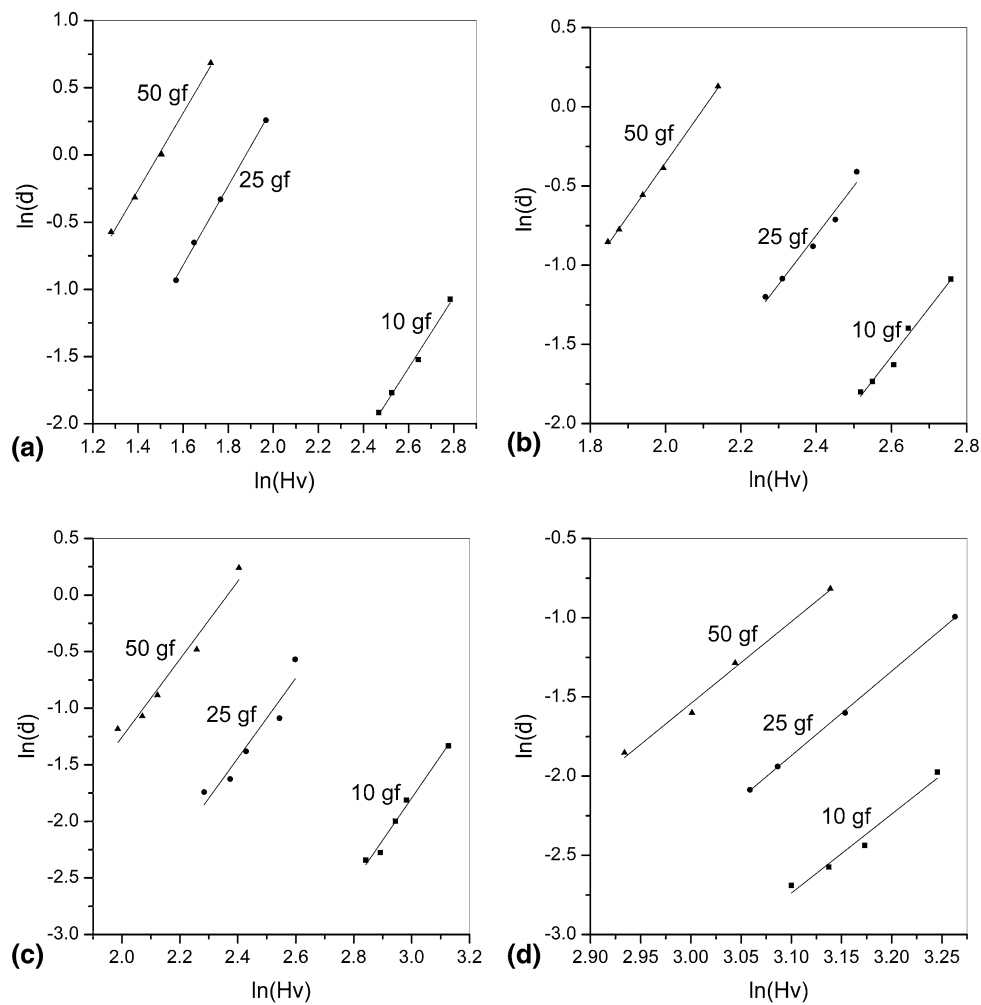 1.0
0.5
0.0
-0.5
-1.0
-1.5
-2.0
ln(ḋ)
50 gf
25 gf
10 gf
1.2 1.4 1.6 1.8 2.0 2.2 2.4 2.6 2.8
(a)
ln(Hv)
0.5
0.0
-0.5
-1.0
-1.5
-2.0
ln(ḋ)
50 gf
25 gf
10 gf
1.8 2.0 2.2 2.4 2.6 2.8
(b)
ln(Hv)
0.5
0.0
-0.5
-1.0
-1.5
-2.0
-2.5
-3.0
ln(ḋ)
50 gf
25 gf
10 gf
2.0 2.2 2.4 2.6 2.8 3.0 3.2
(c)
ln(Hv)
-0.5
-1.0
-1.5
-2.0
-2.5
-3.0
ln(ḋ)
50 gf
25 gf
10 gf
2.90 2.95 3.00 3.05 3.10 3.15 3.20 3.25
(d)
ln(Hv)